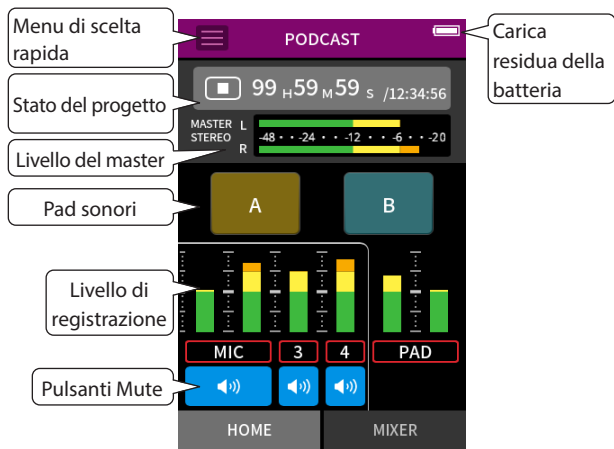 Menu di scelta
rapida
PODCAST
Carica
residua della
batteria
Stato del progetto
99 H 59 M 59 S /12:34:56
MASTER
STEREO
L
-48 · · -24 · · -12 · · -6 · · -20
R
Livello del master
Pad sonori
A
B
Livello di
registrazione
MIC
3
4
PAD
Pulsanti Mute
HOME
MIXER